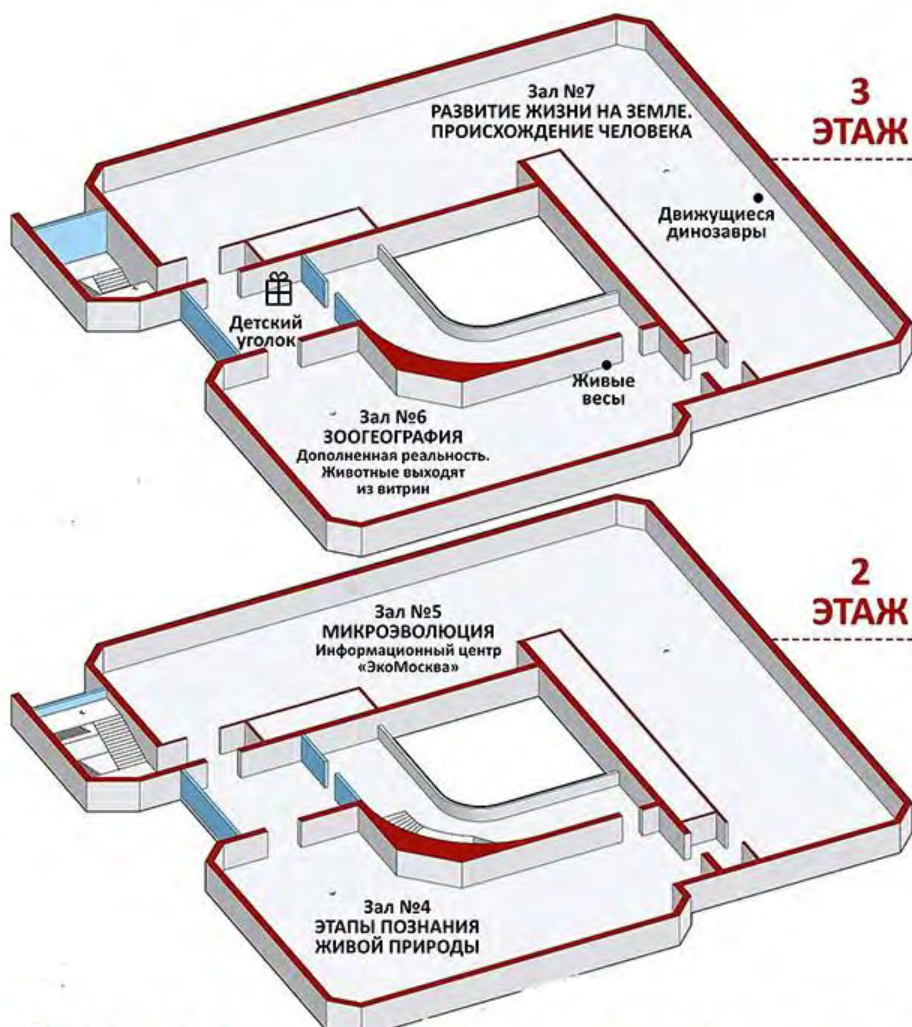 Зал №7
РАЗВИТИЕ ЖИЗНИ НА ЗЕМЛЕ.
ПРОИСХОЖДЕНИЕ ЧЕЛОВЕКА
3
ЭТАЖ
Движущиеся
динозавры
Детский
уголок
Живые
весы
Зал №6
ЗООГЕОГРАФИЯ
Дополненная реальность.
Животные выходят
из витрин
2
ЭТАЖ
Зал №5
МИКРОЭВОЛЮЦИЯ
Информационный центр
«ЭкоМосква»
Зал №4
ЭТАПЫ ПОЗНАНИЯ
ЖИВОЙ ПРИРОДЫ